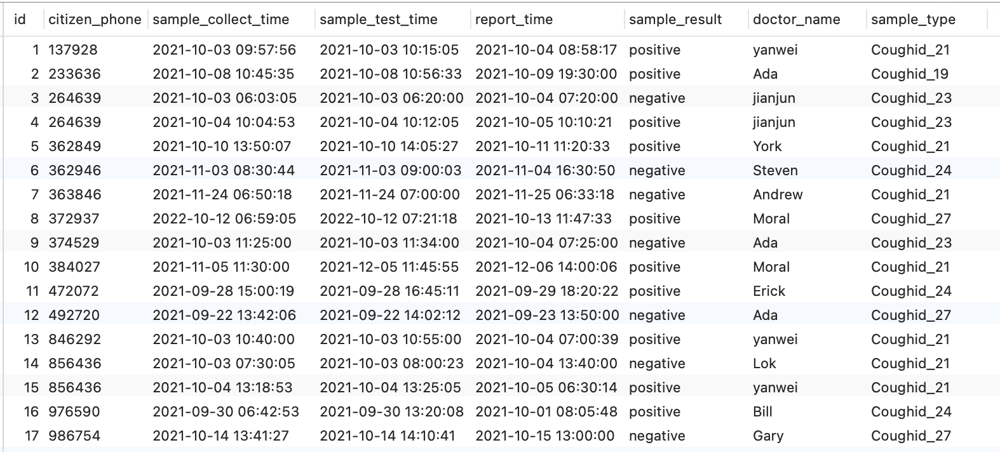 id citizen_phone sample_collect_time sample_test_time report_time sample_result doctor_name sample_type
1 137928 2021-10-03 09:57:56 2021-10-03 10:15:05 2021-10-04 08:58:17 positive yanwei Coughid_21
2 233636 2021-10-08 10:45:35 2021-10-08 10:56:33 2021-10-09 19:30:00 positive Ada Coughid_19
3 264639 2021-10-03 06:03:05 2021-10-03 06:20:00 2021-10-04 07:20:00 negative jianjun Coughid_23
4 264639 2021-10-04 10:04:53 2021-10-04 10:12:05 2021-10-05 10:10:21 positive jianjun Coughid_23
5 362849 2021-10-10 13:50:07 2021-10-10 14:05:27 2021-10-11 11:20:33 positive York Coughid_21
6 362946 2021-11-03 08:30:44 2021-11-03 09:00:03 2021-11-04 16:30:50 negative Steven Coughid_24
7 363846 2021-11-24 06:50:18 2021-11-24 07:00:00 2021-11-25 06:33:18 negative Andrew Coughid_21
8 372937 2022-10-12 06:59:05 2022-10-12 07:21:18 2021-10-13 11:47:33 positive Moral Coughid_27
9 374529 2021-10-03 11:25:00 2021-10-03 11:34:00 2021-10-04 07:25:00 negative Ada Coughid_23
10 384027 2021-11-05 11:30:00 2021-12-05 11:45:55 2021-12-06 14:00:06 positive Moral Coughid_21
11 472072 2021-09-28 15:00:19 2021-09-28 16:45:11 2021-09-29 18:20:22 positive Erick Coughid_24
12 492720 2021-09-22 13:42:06 2021-09-22 14:02:12 2021-09-23 13:50:00 negative Ada Coughid_27
13 846292 2021-10-03 10:40:00 2021-10-03 10:55:00 2021-10-04 07:00:39 positive yanwei Coughid_21
14 856436 2021-10-03 07:30:05 2021-10-03 08:00:23 2021-10-04 13:40:00 negative Lok Coughid_21
15 856436 2021-10-04 13:18:53 2021-10-04 13:25:05 2021-10-05 06:30:14 positive yanwei Coughid_21
16 976590 2021-09-30 06:42:53 2021-09-30 13:20:08 2021-10-01 08:05:48 positive Bill Coughid_24
17 986754 2021-10-14 13:41:27 2021-10-14 14:10:41 2021-10-15 13:00:00 negative Gary Coughid_27